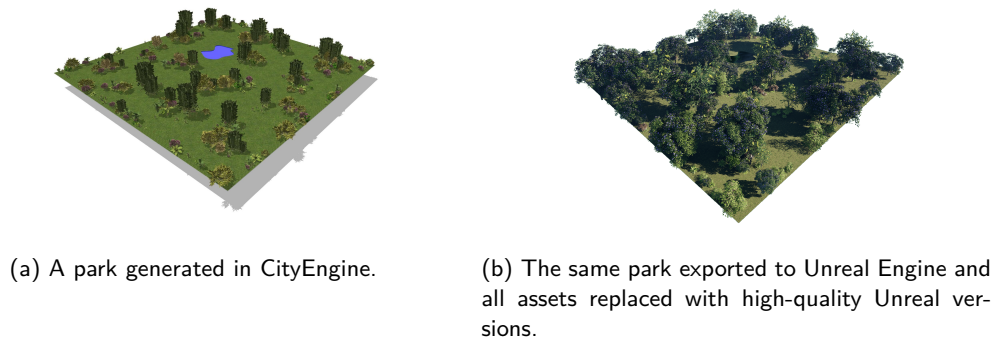 (a) A park generated in CityEngine.
(b) The same park exported to Unreal Engine and
all assets replaced with high-quality Unreal ver-
sions.